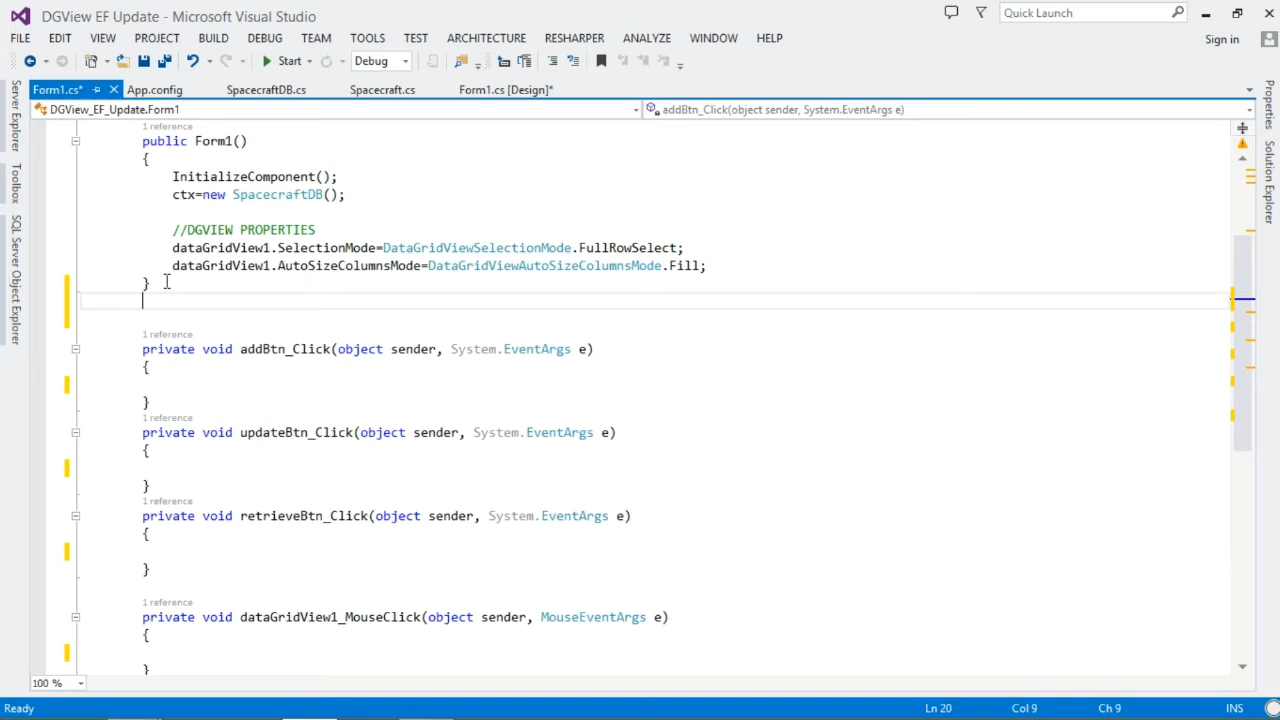 DGView EF Update - Microsoft Visual Studio
Quick Launch
FILE EDIT VIEW PROJECT BUILD DEBUG TEAM TOOLS TEST ARCHITECTURE RESHARPER ANALYZE WINDOW HELP
Sign in
Start Debug
Form1.cs* App.config SpacecraftDB.cs Spacecraft.cs Form1.cs [Design]*
DGView_EF_Update.Form1 addBtn_Click(object sender, System.EventArgs e)
Server Explorer
Toolbox
SQL Server Object Explorer
1 reference
public Form1()
{
InitializeComponent();
ctx=new SpacecraftDB();
//DGVIEW PROPERTIES
dataGridView1.SelectionMode=DataGridViewSelectionMode.FullRowSelect;
dataGridView1.AutoSizeColumnsMode=DataGridViewAutoSizeColumnsMode.Fill;
}
1 reference
private void addBtn_Click(object sender, System.EventArgs e)
{
}
1 reference
private void updateBtn_Click(object sender, System.EventArgs e)
{
}
1 reference
private void retrieveBtn_Click(object sender, System.EventArgs e)
{
}
1 reference
private void dataGridView1_MouseClick(object sender, MouseEventArgs e)
{
}
Properties
Solution Explorer
100 %
Ready Ln 20 Col 9 Ch 9 INS